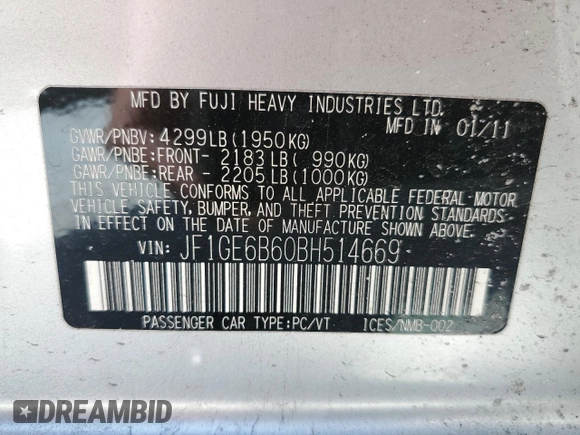 MFD BY FUJI HEAVY INDUSTRIES LTD.
MFD IN 01/11
GVWR/PNBV: 4299LB(1950KG)
GAWR/PNBE:FRONT- 2183LB( 990KG)
GAWR/PNBE:REAR - 2205LB(1000KG)
THIS VEHICLE CONFORMS TO ALL APPLICABLE FEDERAL MOTOR
VEHICLE SAFETY, BUMPER, AND THEFT PREVENTION STANDARDS
IN EFFECT ON THE DATE OF MANUFACTURE SHOWN ABOVE.
VIN: JF1GE6B60BH514669
PASSENGER CAR TYPE:PC/VT ICES/NMB-002
DREAMBID